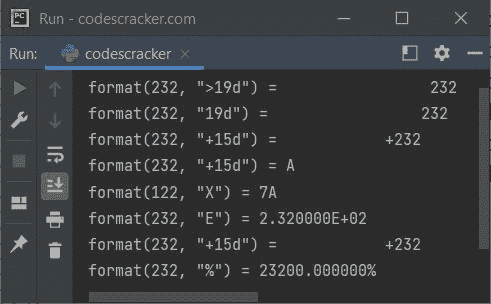 PC
Run - codescracker.com
Run: codescracker
format(232, ">19d") =                 232
format(232, "19d") =                 232
format(232, "+15d") =            +232
format(232, "+15d") = A
format(122, "X") = 7A
format(232, "E") = 2.320000E+02
format(232, "+15d") =            +232
format(232, "%") = 23200.000000%